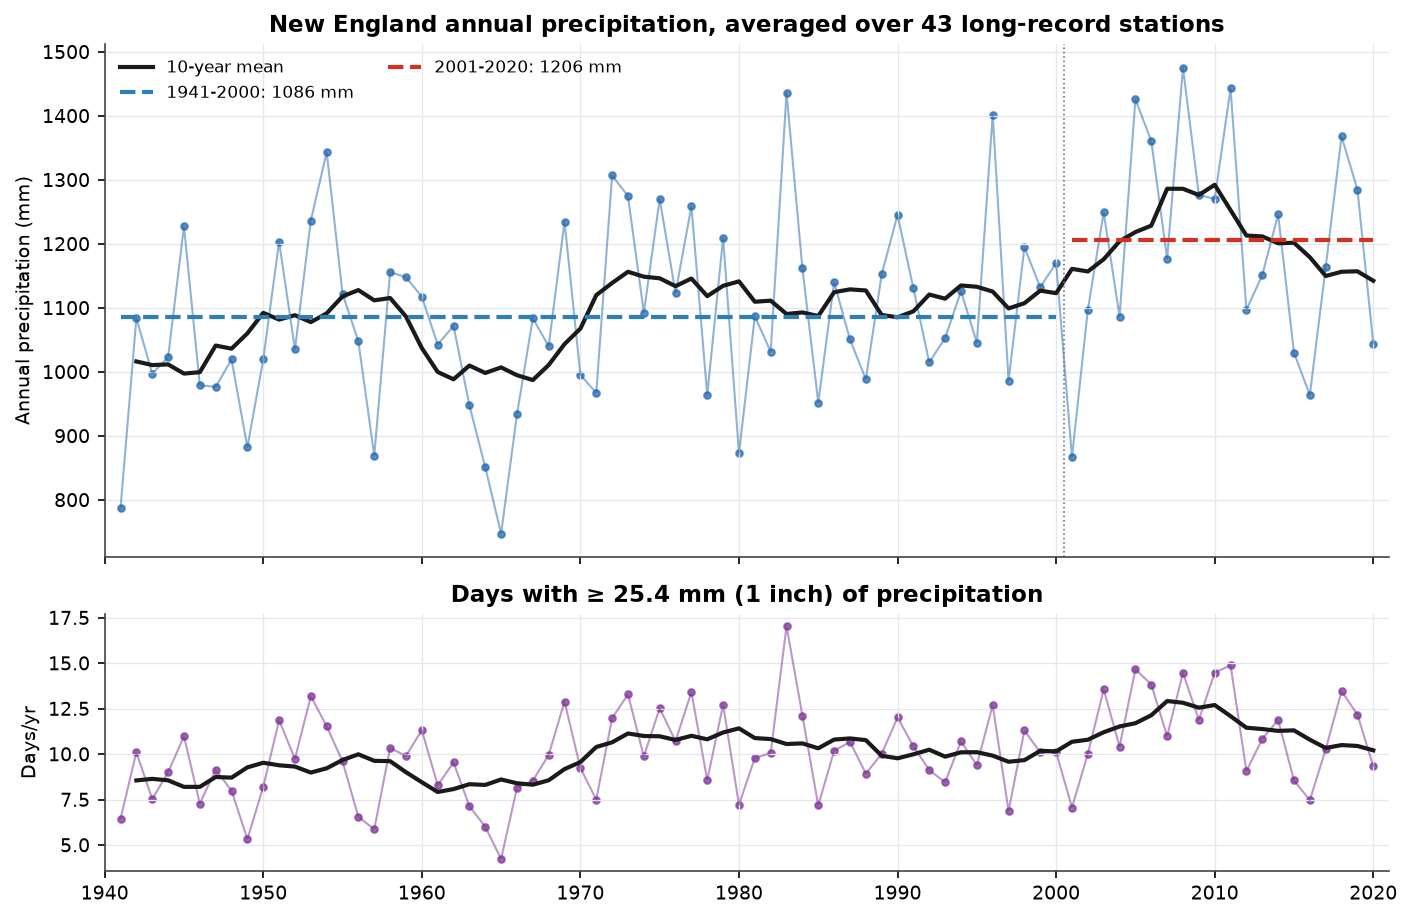 New England annual precipitation, averaged over 43 long-record stations
1500
1400
1300
1200
1100
1000
900
800
Annual precipitation (mm)
10-year mean
1941-2000: 1086 mm
2001-2020: 1206 mm
Days with ≥ 25.4 mm (1 inch) of precipitation
17.5
15.0
12.5
10.0
7.5
5.0
Days/yr
1940 1950 1960 1970 1980 1990 2000 2010 2020